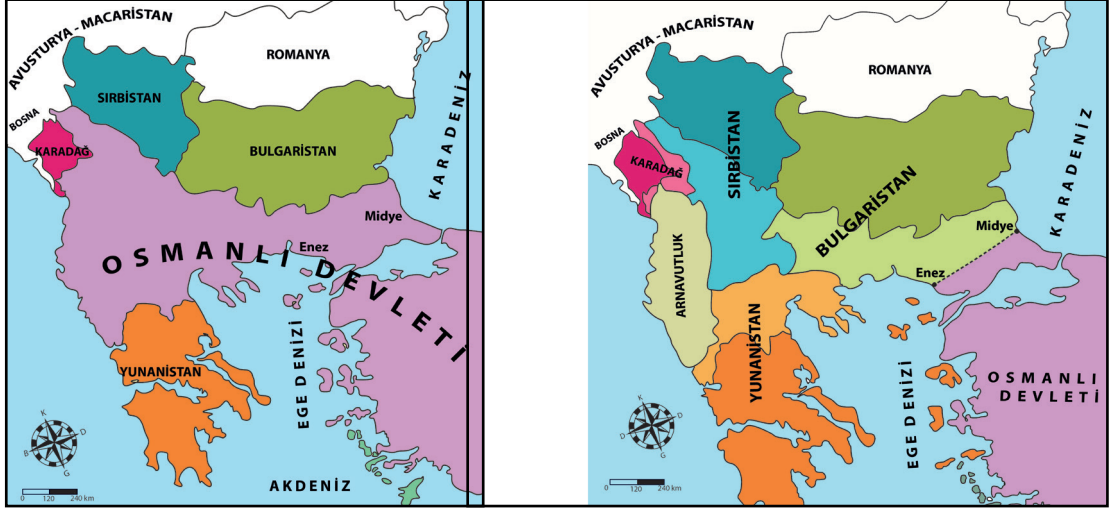 AVUSTURYA - MACARİSTAN
ROMANYA
SIRBİSTAN
BOSNA
KARADAĞ
BULGARİSTAN
KARADENİZ
Midye
Enez
OSMANLI DEVLETİ
YUNANİSTAN
EGE DENİZİ
AKDENİZ
K
D
B
G
0 120 240 km
AVUSTURYA - MACARİSTAN
ROMANYA
BOSNA
KARADAĞ
SIRBİSTAN
BULGARİSTAN
KARADENİZ
Midye
Enez
ARNAVUTLUK
YUNANİSTAN
EGE DENİZİ
OSMANLI
DEVLETİ
K
D
B
G
0 120 240 km